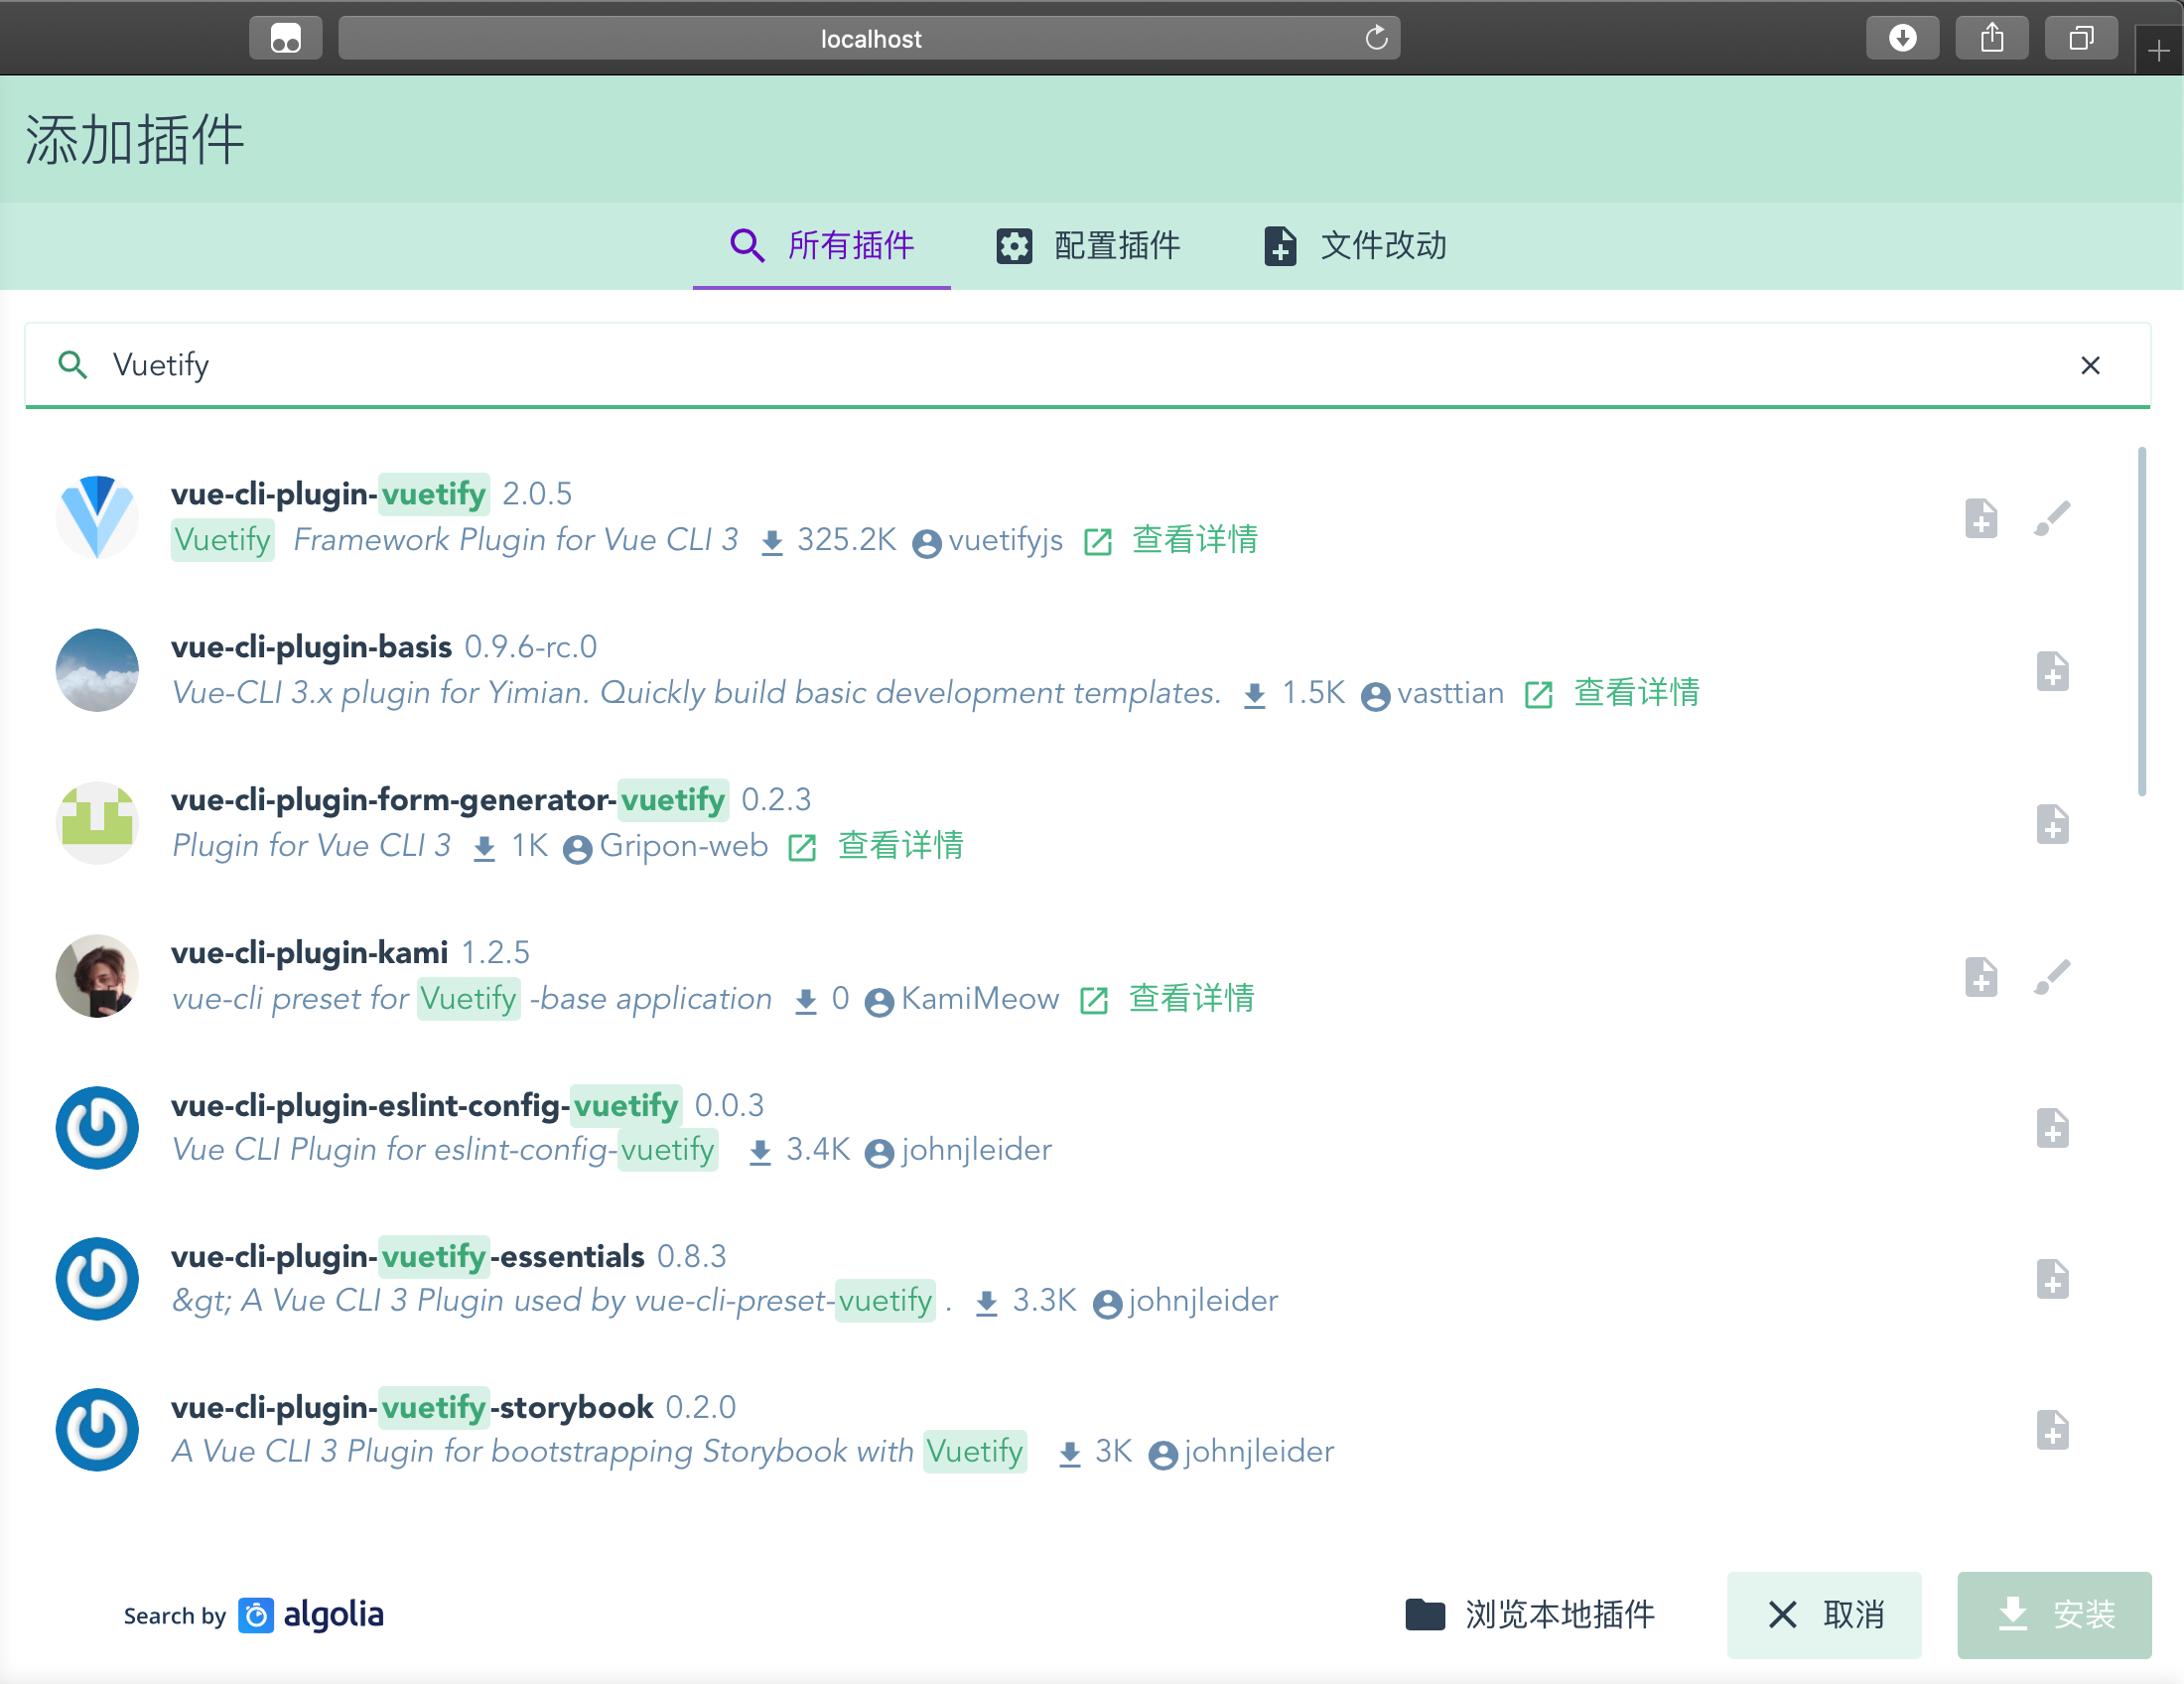 localhost
添加插件
所有插件 配置插件 文件改动
Vuetify
vue-cli-plugin-vuetify 2.0.5
Vuetify Framework Plugin for Vue CLI 3 325.2K vuetifyjs 查看详情
vue-cli-plugin-basis 0.9.6-rc.0
Vue-CLI 3.x plugin for Yimian. Quickly build basic development templates. 1.5K vasttian 查看详情
vue-cli-plugin-form-generator-vuetify 0.2.3
Plugin for Vue CLI 3 1K Gripon-web 查看详情
vue-cli-plugin-kami 1.2.5
vue-cli preset for Vuetify -base application 0 KamiMeow 查看详情
vue-cli-plugin-eslint-config-vuetify 0.0.3
Vue CLI Plugin for eslint-config-vuetify 3.4K johnjleider
vue-cli-plugin-vuetify-essentials 0.8.3
&gt; A Vue CLI 3 Plugin used by vue-cli-preset-vuetify . 3.3K johnjleider
vue-cli-plugin-vuetify-storybook 0.2.0
A Vue CLI 3 Plugin for bootstrapping Storybook with Vuetify 3K johnjleider
Search by algolia 浏览本地插件 取消 安装